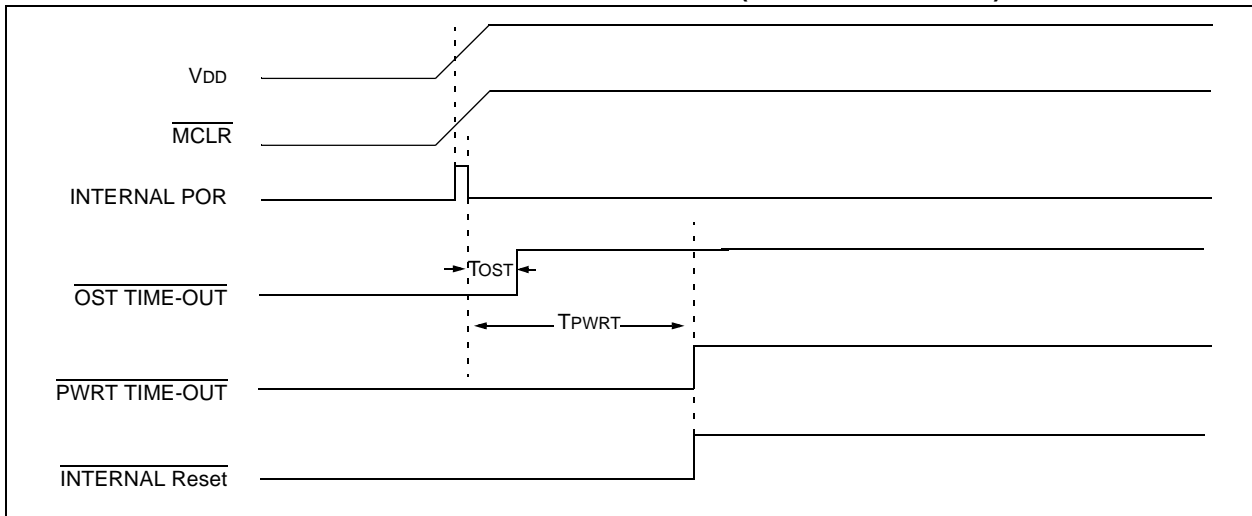 VDD
MCLR
INTERNAL POR
TOST
OST TIME-OUT
TPWRT
PWRT TIME-OUT
INTERNAL Reset